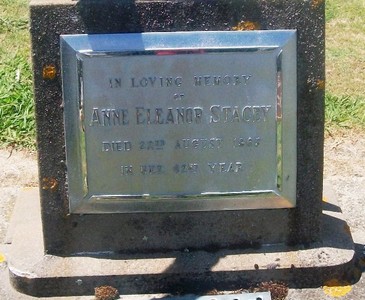 IN LOVING MEMORY
OF
ANNE ELEANOR STACEY
DIED AUGUST
IN HER YEAR